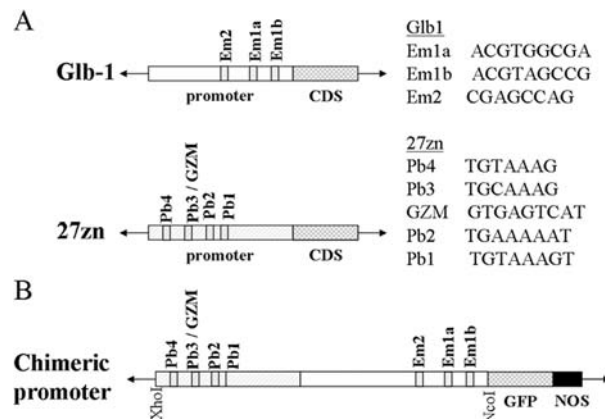 A
Glb-1
Em2
Em1a
Em1b
promoter
CDS
Glb1
Em1a ACGTGGCGA
Em1b ACGTAGCCG
Em2 CGAGCCAG
27zn
Pb4
Pb3 / GZM
Pb2
Pb1
promoter
CDS
27zn
Pb4 TGTAAAG
Pb3 TGCAAAG
GZM GTGAGTCAT
Pb2 TGAAAAAT
Pb1 TGTAAAGT
B
Chimeric
promoter
Pb4
Pb3 / GZM
Pb2
Pb1
Em2
Em1a
Em1b
XhoI
NcoI
GFP
NOS